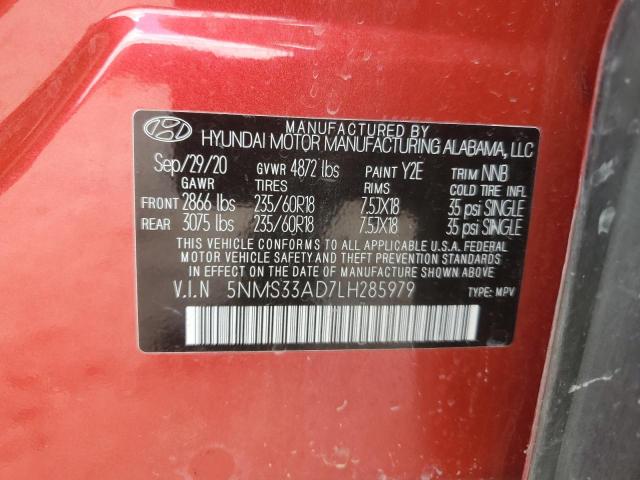 MANUFACTURED BY
HYUNDAI MOTOR MANUFACTURING ALABAMA, LLC
Sep/29/20 GVWR 4872 lbs PAINT Y2E TRIM NNB
GAWR TIRES RIMS COLD TIRE INFL
FRONT 2866 lbs 235/60R18 7.5JX18 35 psi SINGLE
REAR 3075 lbs 235/60R18 7.5JX18 35 psi SINGLE
THIS VEHICLE CONFORMS TO ALL APPLICABLE U.S.A. FEDERAL
MOTOR VEHICLE SAFETY AND THEFT PREVENTION STANDARDS
IN EFFECT ON THE DATE OF MANUFACTURE SHOWN ABOVE.
V.I.N 5NMS33AD7LH285979 TYPE: MPV